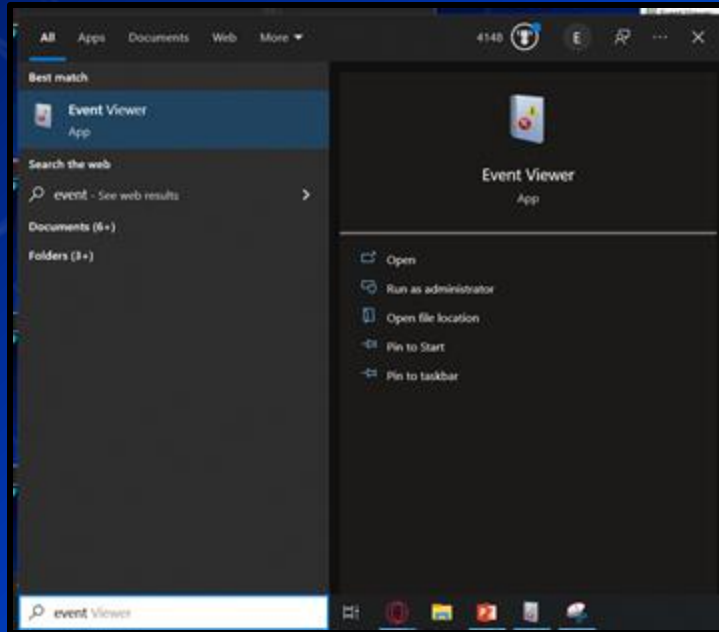 All Apps Documents Web More
4148
E
Best match
Event Viewer
App
Search the web
event - See web results
Documents (6+)
Folders (3+)
Event Viewer
App
Open
Run as administrator
Open file location
Pin to Start
Pin to taskbar
event Viewer